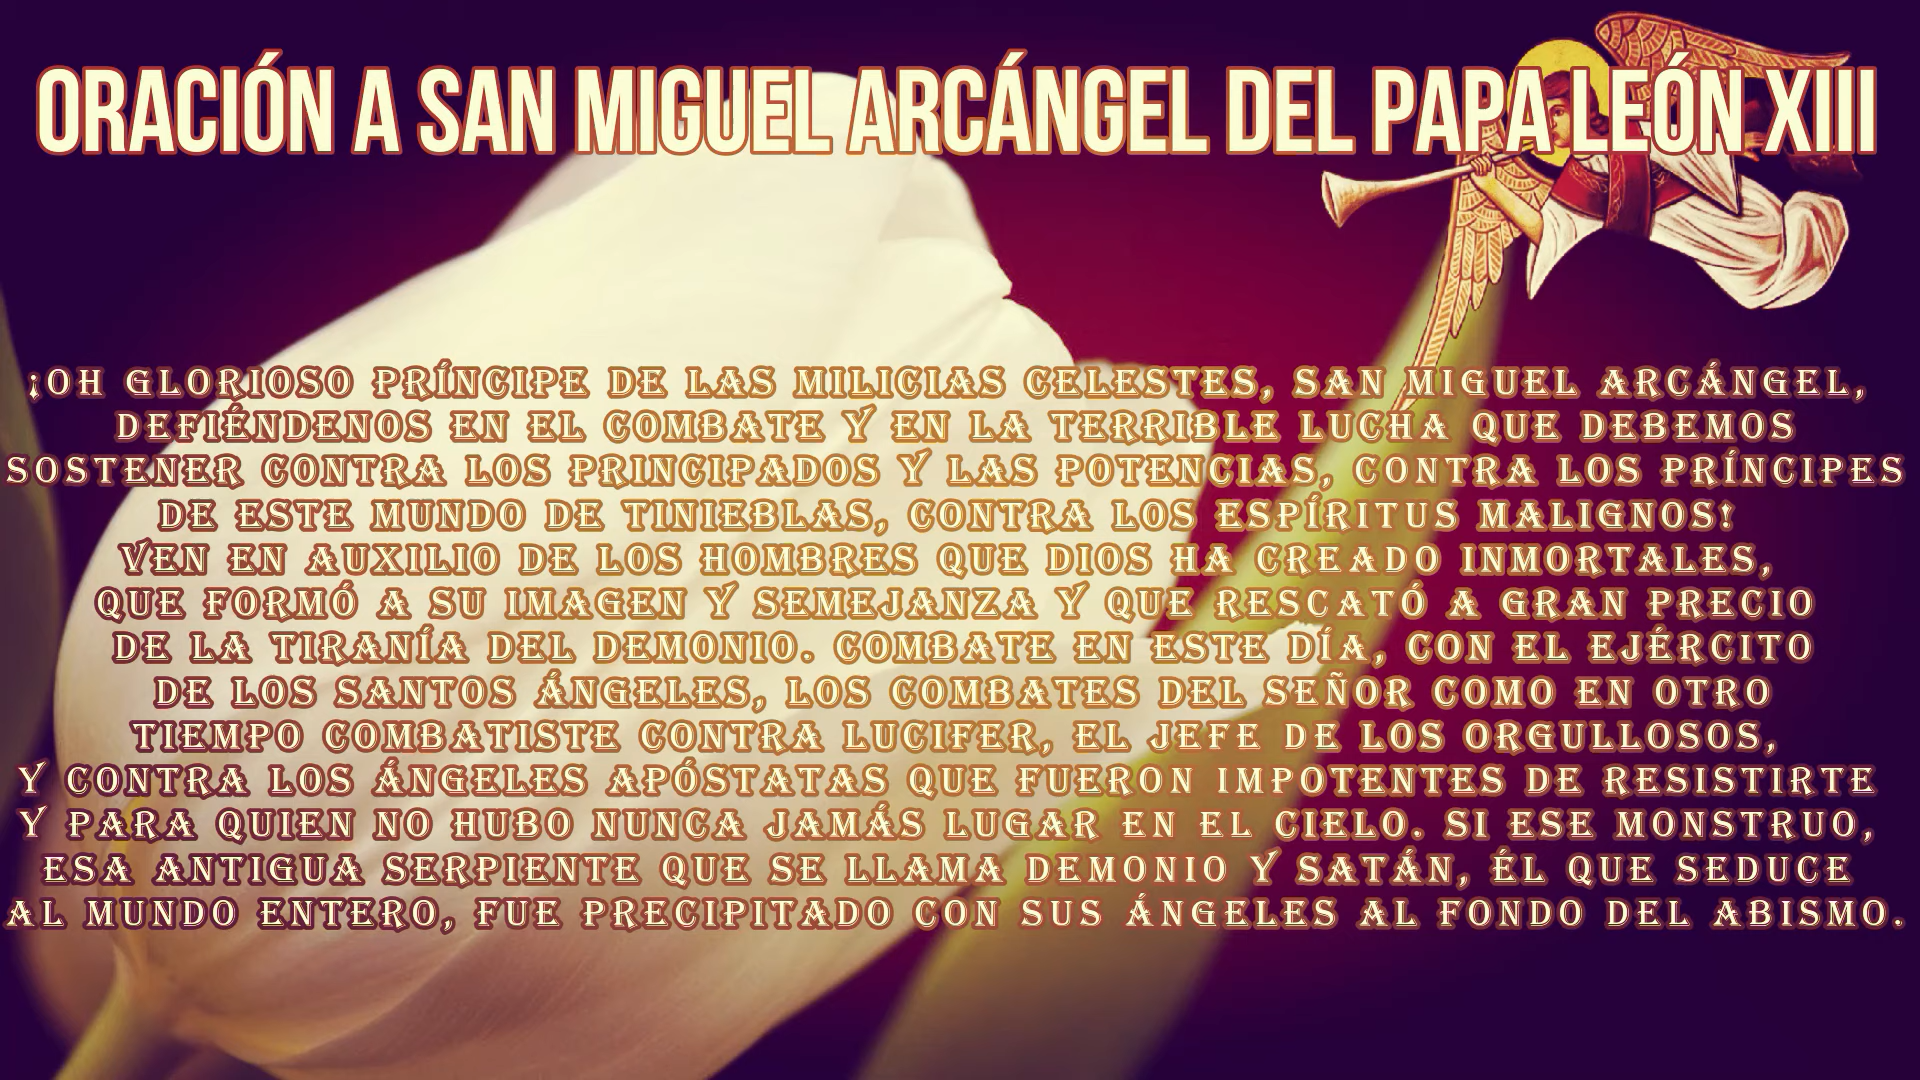 ORACIÓN A SAN MIGUEL ARCÁNGEL DEL PAPA LEÓN XIII
¡OH GLORIOSO PRÍNCIPE DE LAS MILICIAS CELESTES, SAN MIGUEL ARCÁNGEL,
DEFIÉNDENOS EN EL COMBATE Y EN LA TERRIBLE LUCHA QUE DEBEMOS
SOSTENER CONTRA LOS PRINCIPADOS Y LAS POTENCIAS, CONTRA LOS PRÍNCIPES
DE ESTE MUNDO DE TINIEBLAS, CONTRA LOS ESPÍRITUS MALIGNOS!
VEN EN AUXILIO DE LOS HOMBRES QUE DIOS HA CREADO INMORTALES,
QUE FORMÓ A SU IMAGEN Y SEMEJANZA Y QUE RESCATÓ A GRAN PRECIO
DE LA TIRANÍA DEL DEMONIO. COMBATE EN ESTE DÍA, CON EL EJÉRCITO
DE LOS SANTOS ÁNGELES, LOS COMBATES DEL SEÑOR COMO EN OTRO
TIEMPO COMBATISTE CONTRA LUCIFER, EL JEFE DE LOS ORGULLOSOS,
Y CONTRA LOS ÁNGELES APÓSTATAS QUE FUERON IMPOTENTES DE RESISTIRTE
Y PARA QUIEN NO HUBO NUNCA JAMÁS LUGAR EN EL CIELO. SI ESE MONSTRUO,
ESA ANTIGUA SERPIENTE QUE SE LLAMA DEMONIO Y SATÁN, ÉL QUE SEDUCE
AL MUNDO ENTERO, FUE PRECIPITADO CON SUS ÁNGELES AL FONDO DEL ABISMO.